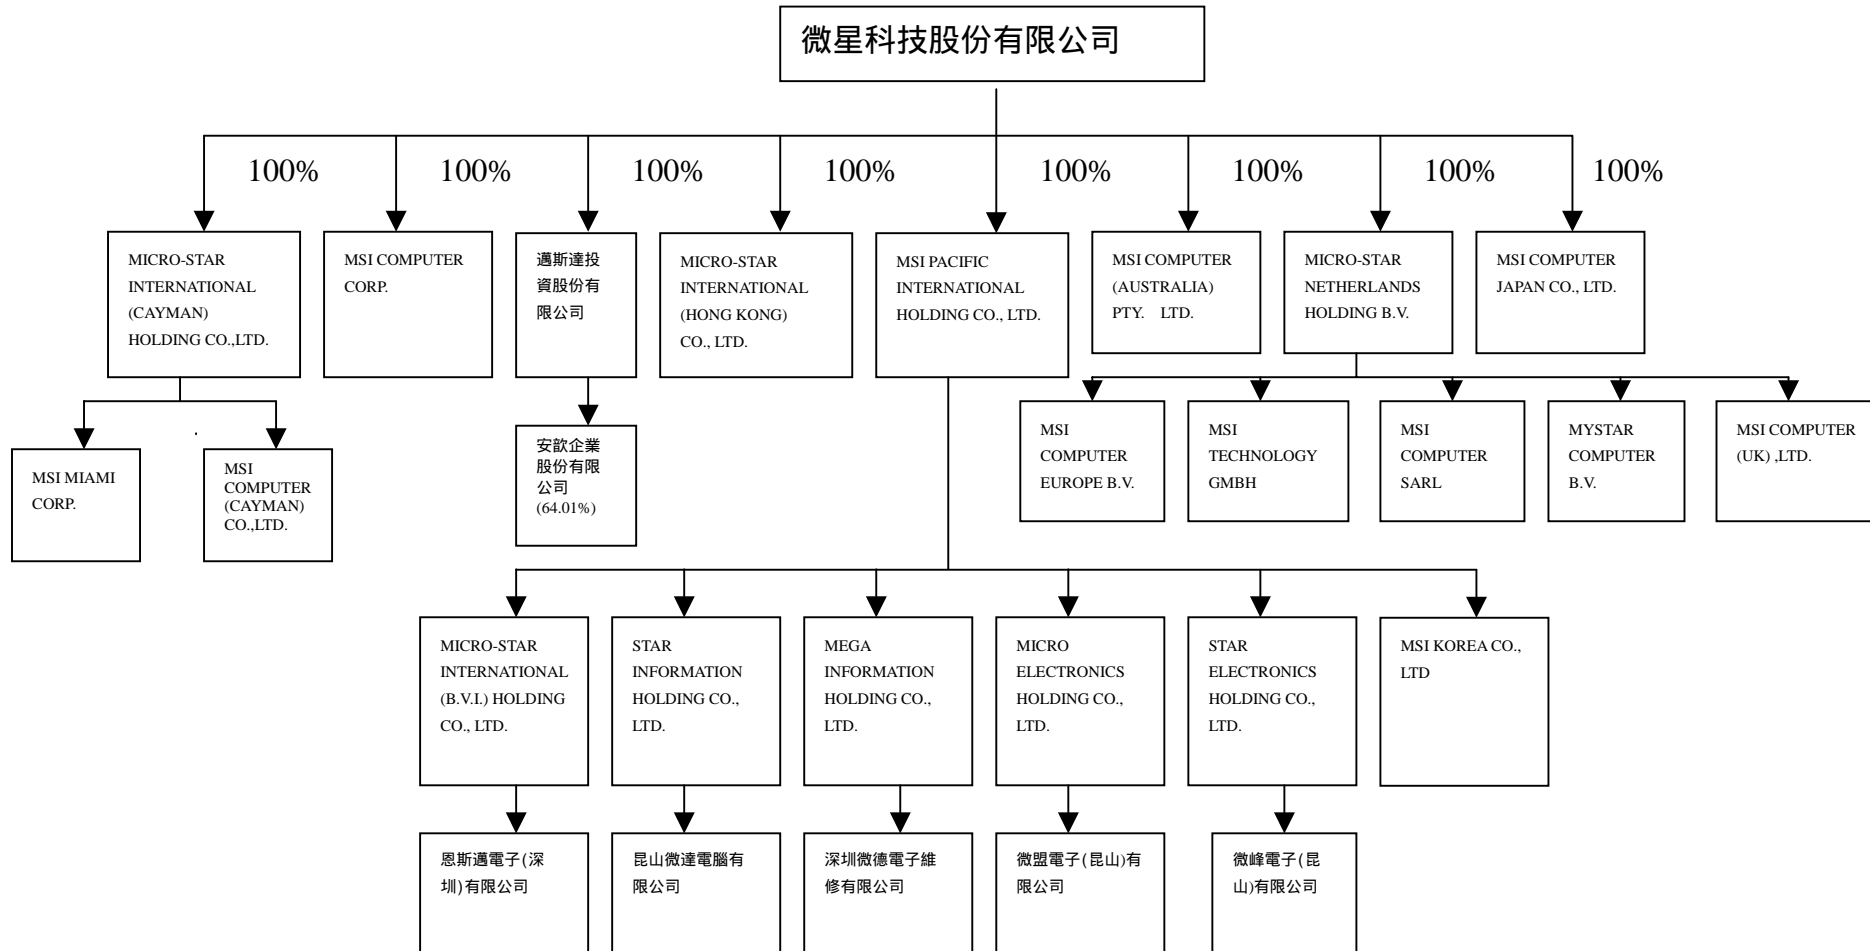 微星科技股份有限公司
100%
100%
100%
100%
100%
100%
100%
100%
MICRO-STAR
INTERNATIONAL
(CAYMAN)
HOLDING CO.,LTD.
MSI COMPUTER
CORP.
邁斯達投
資股份有
限公司
MICRO-STAR
INTERNATIONAL
(HONG KONG)
CO., LTD.
MSI PACIFIC
INTERNATIONAL
HOLDING CO., LTD.
MSI COMPUTER
(AUSTRALIA)
PTY. LTD.
MICRO-STAR
NETHERLANDS
HOLDING B.V.
MSI COMPUTER
JAPAN CO., LTD.
MSI MIAMI
CORP.
MSI
COMPUTER
(CAYMAN)
CO.,LTD.
安歆企業
股份有限
公司
(64.01%)
MSI
COMPUTER
EUROPE B.V.
MSI
TECHNOLOGY
GMBH
MSI
COMPUTER
SARL
MYSTAR
COMPUTER
B.V.
MSI COMPUTER
(UK) ,LTD.
MICRO-STAR
INTERNATIONAL
(B.V.I.) HOLDING
CO., LTD.
STAR
INFORMATION
HOLDING CO.,
LTD.
MEGA
INFORMATION
HOLDING CO.,
LTD.
MICRO
ELECTRONICS
HOLDING CO.,
LTD.
STAR
ELECTRONICS
HOLDING CO.,
LTD.
MSI KOREA CO.,
LTD
恩斯邁電子(深
圳)有限公司
昆山微達電腦有
限公司
深圳微德電子維
修有限公司
微盟電子(昆山)有
限公司
微峰電子(昆
山)有限公司